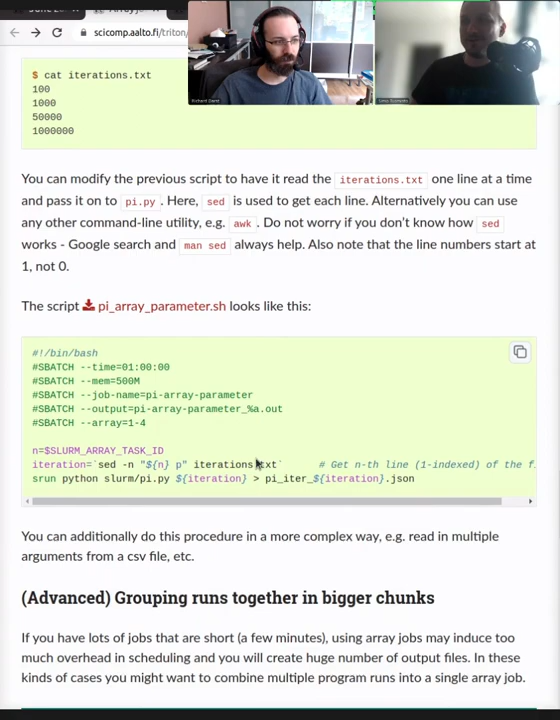 scicomp.aalto.fi/triton/
Richard Darst
$ cat iterations.txt
100
1000
50000
1000000
You can modify the previous script to have it read the iterations.txt one line at a time
and pass it on to pi.py . Here, sed is used to get each line. Alternatively you can use
any other command-line utility, e.g. awk . Do not worry if you don’t know how sed
works - Google search and man sed always help. Also note that the line numbers start at
1, not 0.
The script pi_array_parameter.sh looks like this:
#!/bin/bash
#SBATCH --time=01:00:00
#SBATCH --mem=500M
#SBATCH --job-name=pi-array-parameter
#SBATCH --output=pi-array-parameter_%a.out
#SBATCH --array=1-4
n=$SLURM_ARRAY_TASK_ID
iteration=`sed -n "${n} p" iterations.txt` # Get n-th line (1-indexed) of the f
srun python slurm/pi.py ${iteration} > pi_iter_${iteration}.json
You can additionally do this procedure in a more complex way, e.g. read in multiple
arguments from a csv file, etc.
(Advanced) Grouping runs together in bigger chunks
If you have lots of jobs that are short (a few minutes), using array jobs may induce too
much overhead in scheduling and you will create huge number of output files. In these
kinds of cases you might want to combine multiple program runs into a single array job.